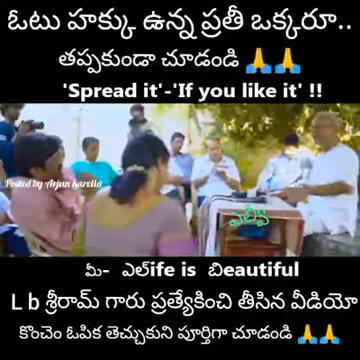 ఓటు హక్కు ఉన్న ప్రతీ ఒక్కరూ..
తప్పకుండా చూడండి 🙏🙏
'Spread it'-'If you like it' !!
Posted by Arjun Karella
ఎల్బీ
మీ- ఎల్ife is బిeautiful
L b శ్రీరామ్ గారు ప్రత్యేకించి తీసిన వీడియో
కొంచెం ఓపిక తెచ్చుకుని పూర్తిగా చూడండి 🙏🙏